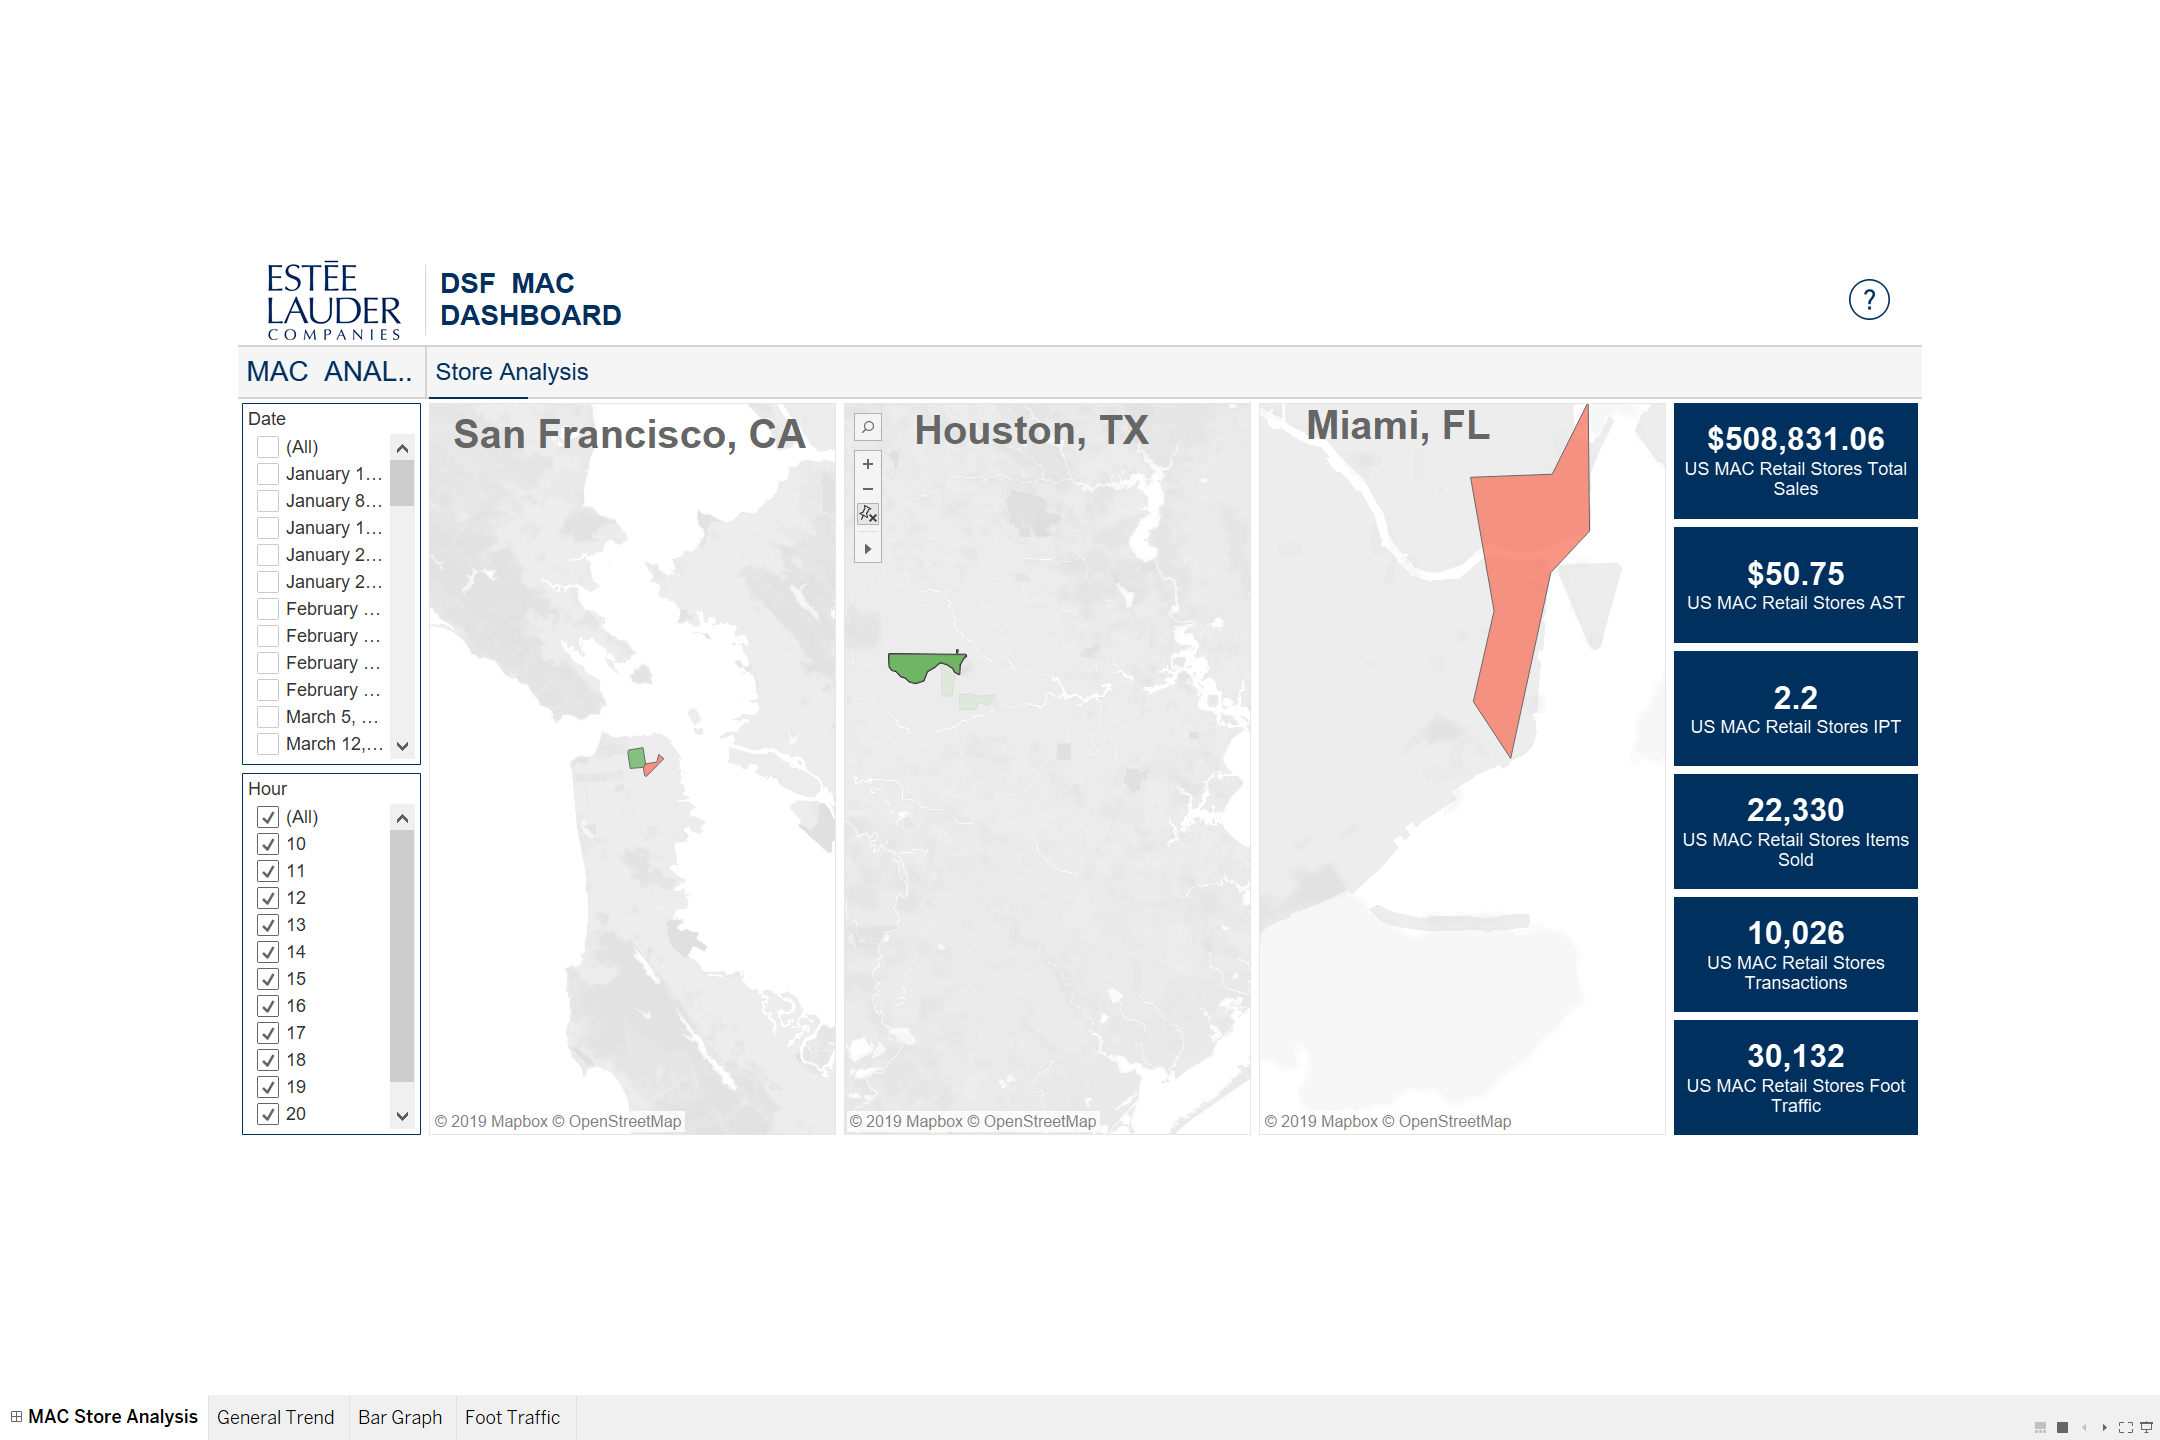 ESTĒE
LAUDER
COMPANIES
DSF MAC
DASHBOARD
?
MAC ANAL..
Store Analysis
Date
(All)
January 1…
January 8…
January 1…
January 2…
January 2…
February …
February …
February …
February …
March 5, …
March 12,…
Hour
(All)
10
11
12
13
14
15
16
17
18
19
20
San Francisco, CA
© 2019 Mapbox © OpenStreetMap
Houston, TX
© 2019 Mapbox © OpenStreetMap
Miami, FL
© 2019 Mapbox © OpenStreetMap
$508,831.06
US MAC Retail Stores Total
Sales
$50.75
US MAC Retail Stores AST
2.2
US MAC Retail Stores IPT
22,330
US MAC Retail Stores Items
Sold
10,026
US MAC Retail Stores
Transactions
30,132
US MAC Retail Stores Foot
Traffic
MAC Store Analysis
General Trend
Bar Graph
Foot Traffic